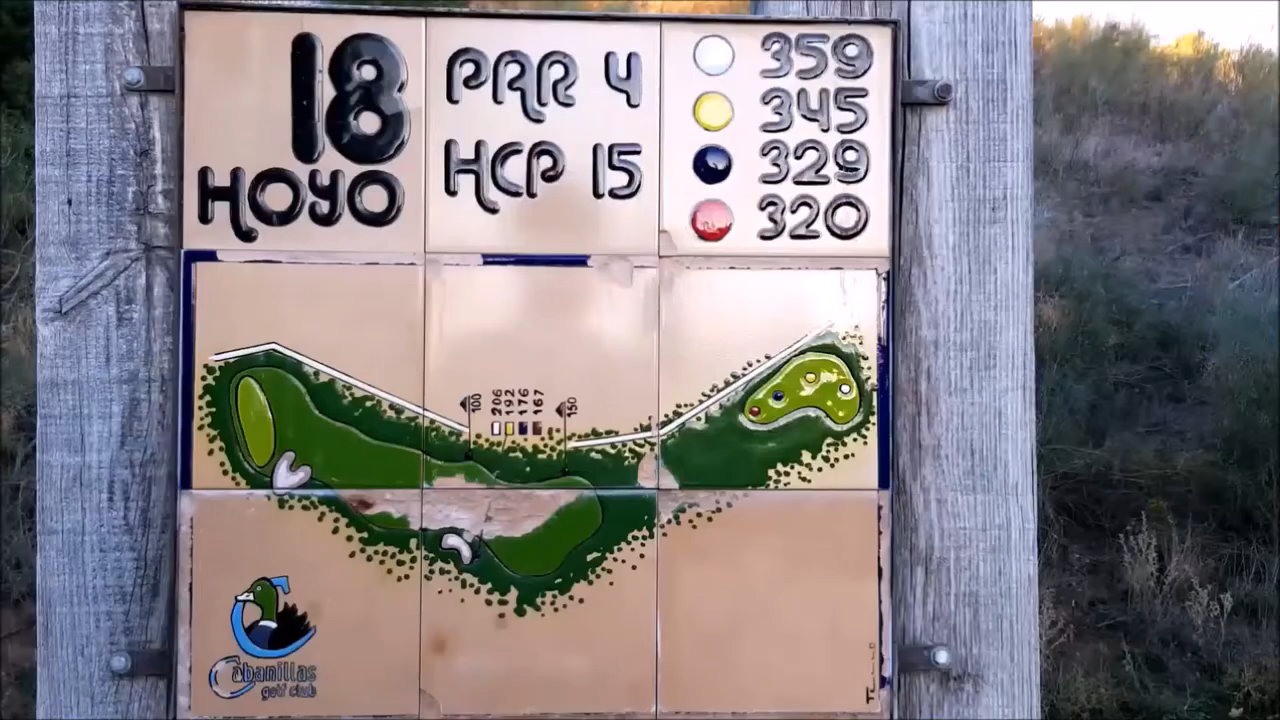 18
HOYO
PAR 4
HCP 15
359
345
329
320
100
206
192
176
167
150
Cabanillas
golf club